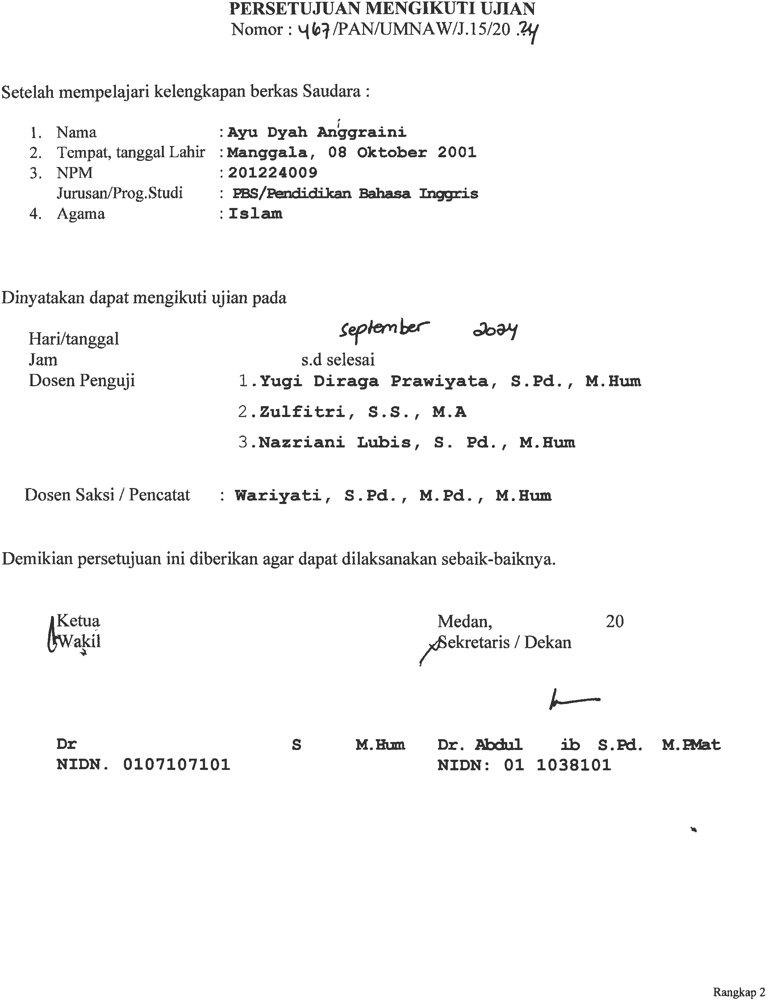 PERSETUJUAN MENGIKUTI UJIAN
Nomor : 467/PAN/UMNAW/J.15/20 .24
Setelah mempelajari kelengkapan berkas Saudara :
1. Nama : Ayu Dyah Anggraini
2. Tempat, tanggal Lahir : Manggala, 08 Oktober 2001
3. NPM : 201224009
Jurusan/Prog.Studi : PBS/Pendidikan Bahasa Inggris
4. Agama : Islam
Dinyatakan dapat mengikuti ujian pada
Hari/tanggal september 2024
Jam s.d selesai
Dosen Penguji 1.Yugi Diraga Prawiyata, S.Pd., M.Hum
2.Zulfitri, S.S., M.A
3.Nazriani Lubis, S. Pd., M.Hum
Dosen Saksi / Pencatat : Wariyati, S.Pd., M.Pd., M.Hum
Demikian persetujuan ini diberikan agar dapat dilaksanakan sebaik-baiknya.
Ketua Medan, 20
Wakil Sekretaris / Dekan
Dr S M.Hum Dr. Abdul ib S.Pd. M.PMat
NIDN. 0107107101 NIDN: 01 1038101
Rangkap 2